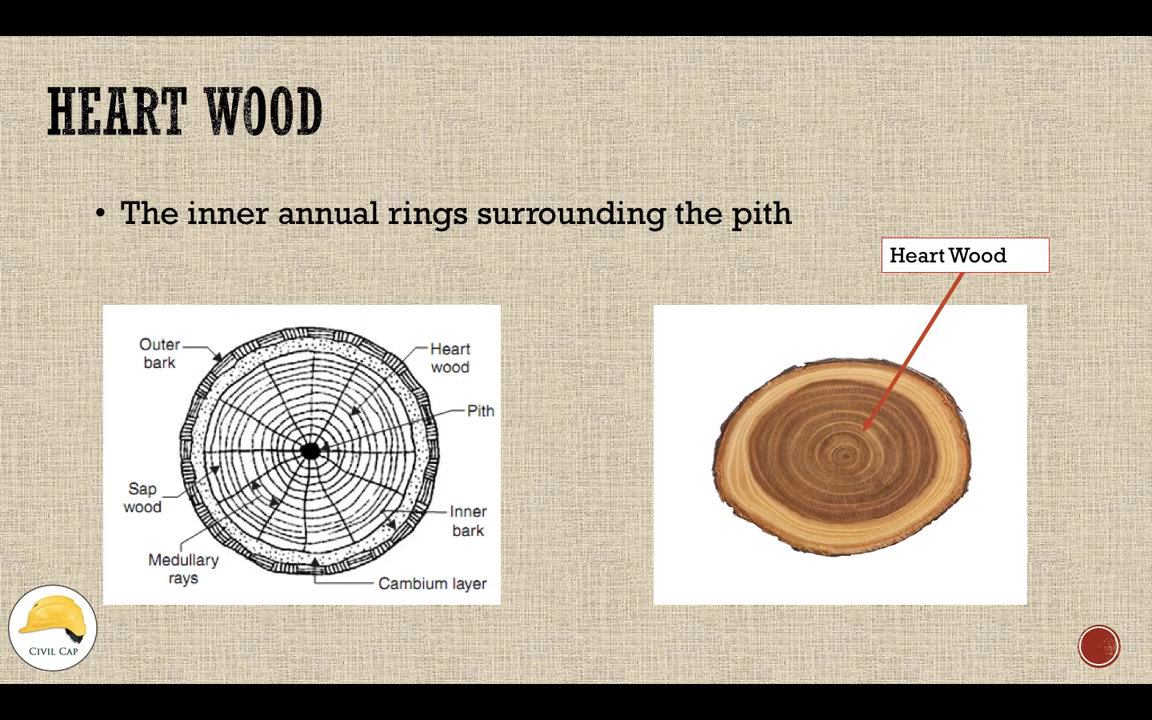 HEART WOOD
• The inner annual rings surrounding the pith
Heart Wood
Outer
bark
Heart
wood
Pith
Sap
wood
Inner
bark
Medullary
rays
Cambium layer
CIVIL CAP